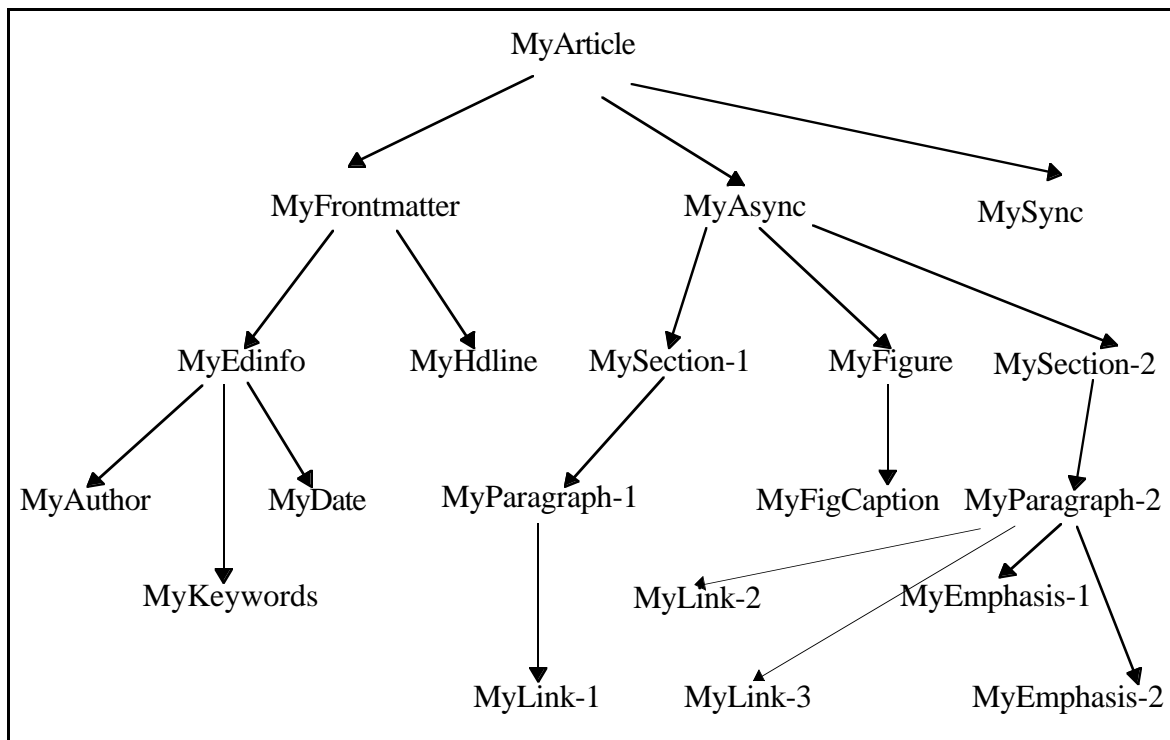 MyArticle
MyFrontmatter
MyAsync
MySync
MyEdinfo
MyHdline
MySection-1
MyFigure
MySection-2
MyAuthor
MyDate
MyParagraph-1
MyFigCaption
MyParagraph-2
MyKeywords
MyLink-2
MyEmphasis-1
MyLink-1
MyLink-3
MyEmphasis-2